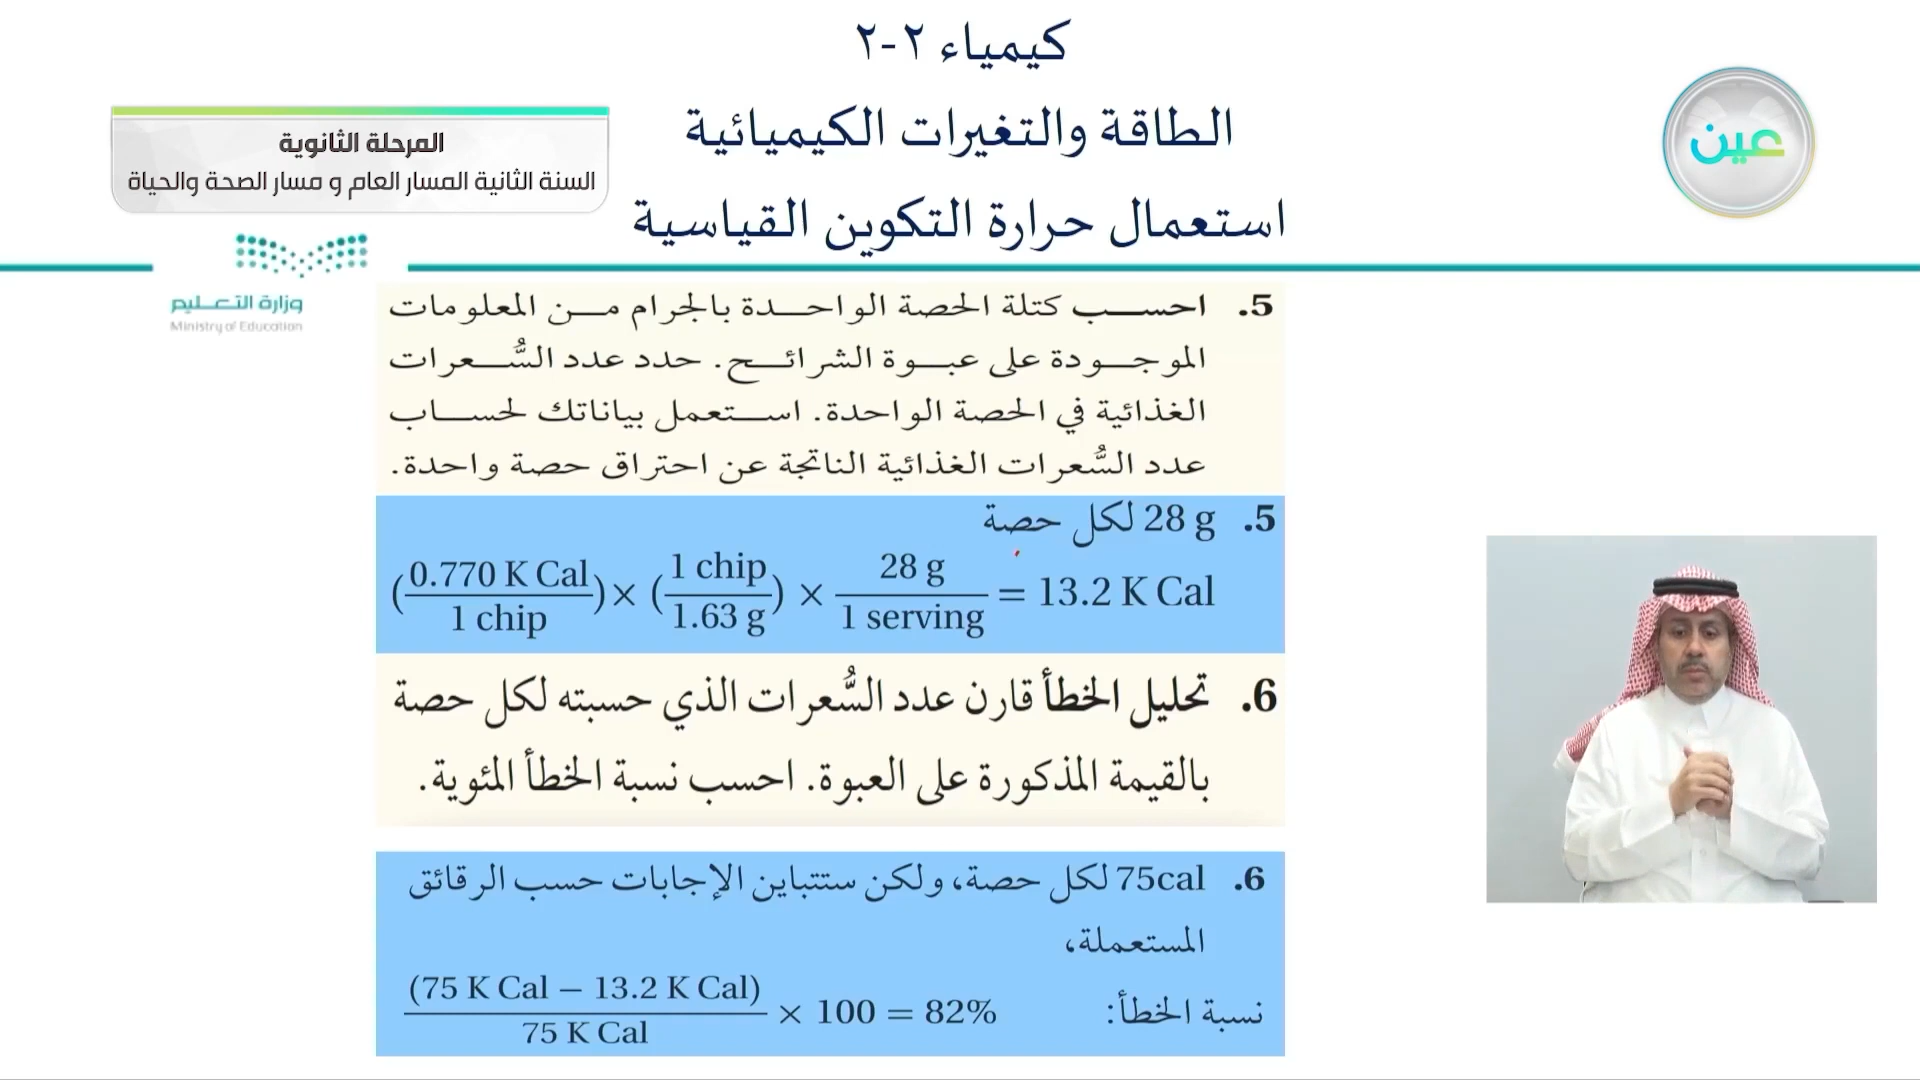 كيمياء ٢-٢
الطاقة والتغيرات الكيميائية
استعمال حرارة التكوين القياسية
عين
المرحلة الثانوية
السنة الثانية المسار العام و مسار الصحة والحياة
وزارة التعليم
Ministry of Education
5. احسب كتلة الحصة الواحدة بالجرام من المعلومات
الموجودة على عبوة الشرائح. حدد عدد السُّعرات
الغذائية في الحصة الواحدة. استعمل بياناتك لحساب
عدد السُّعرات الغذائية الناتجة عن احتراق حصة واحدة.
5. 28 g لكل حصة
(0.770 K Cal / 1 chip) × (1 chip / 1.63 g) × 28 g / 1 serving = 13.2 K Cal
6. تحليل الخطأ قارن عدد السُّعرات الذي حسبته لكل حصة
بالقيمة المذكورة على العبوة. احسب نسبة الخطأ المئوية.
6. 75cal لكل حصة، ولكن ستتباين الإجابات حسب الرقائق
المستعملة،
نسبة الخطأ: (75 K Cal – 13.2 K Cal) / 75 K Cal × 100 = 82%